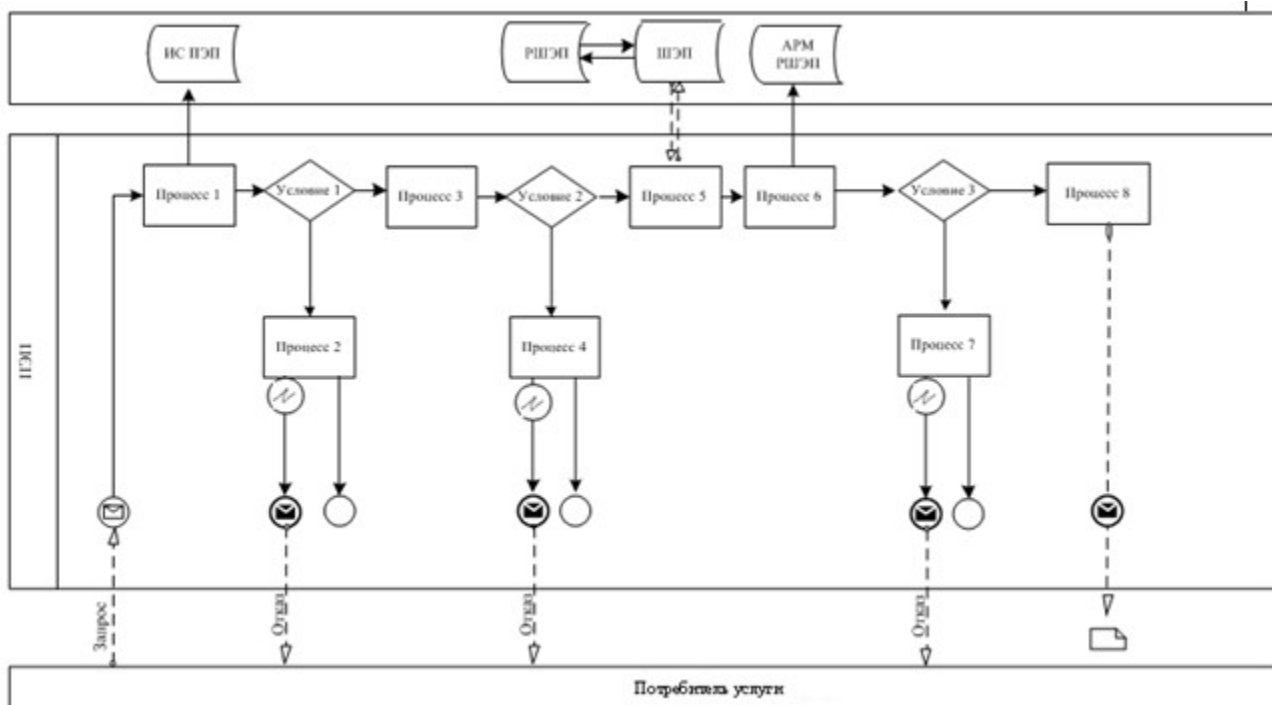 ИС ПЭП
РШЭП
ШЭП
АРМ
РШЭП
Процесс 1
Условие 1
Процесс 3
Условие 2
Процесс 5
Процесс 6
Условие 3
Процесс 8
Процесс 2
Процесс 4
Процесс 7
ПЭП
Запрос
Отказ
Отказ
Отказ
Потребитель услуги